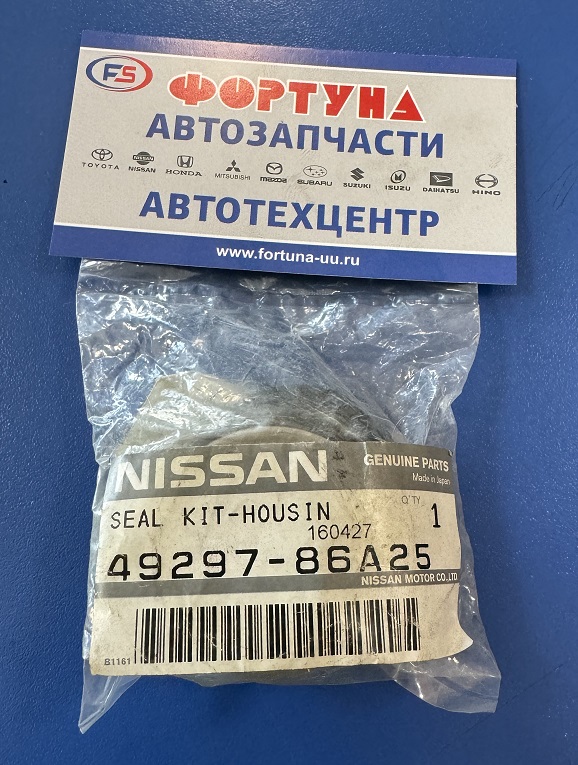 FS
ФОРТУНА
АВТОЗАПЧАСТИ
TOYOTA NISSAN HONDA MITSUBISHI mazda SUBARU SUZUKI ISUZU DAIHATSU HINO
АВТОТЕХЦЕНТР
www.fortuna-uu.ru
NISSAN GENUINE PARTS
Made in Japan
SEAL KIT-HOUSIN Q'TY 1
160427
49297-86A25
NISSAN MOTOR CO.,LTD
B1161